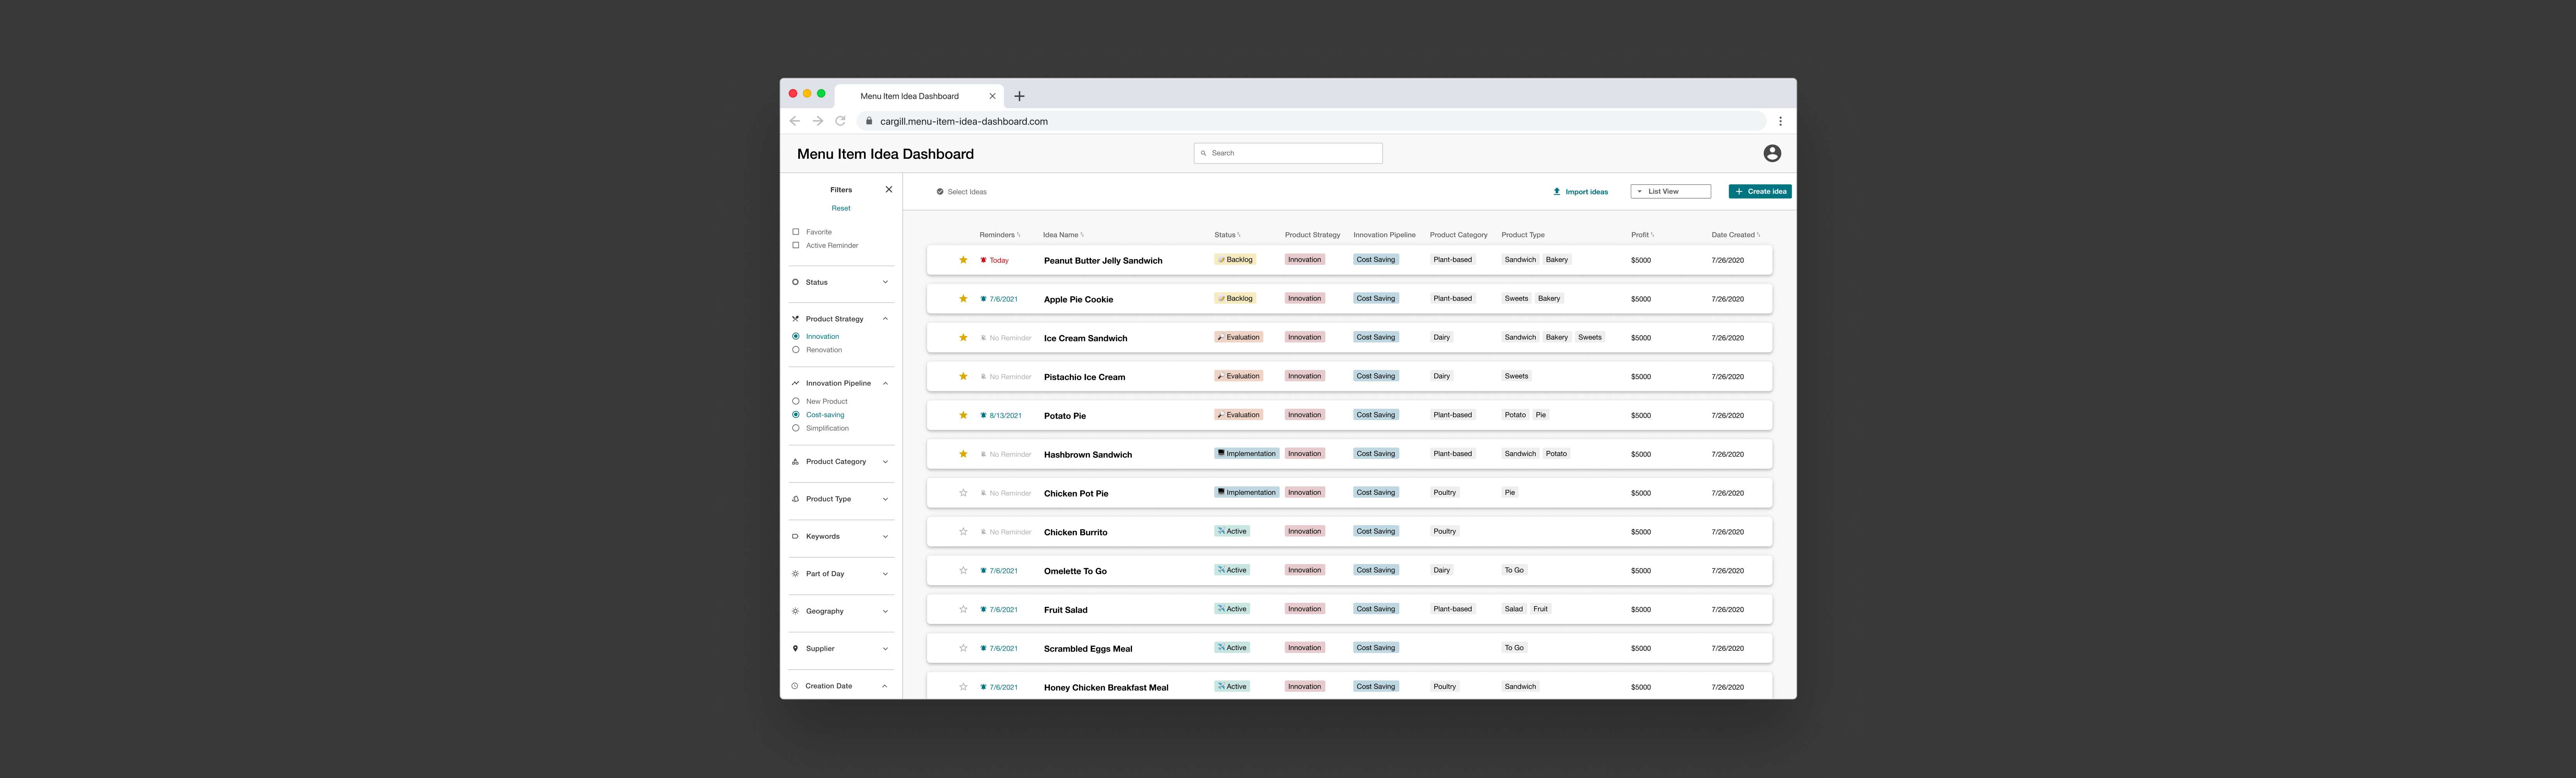 Menu Item Idea Dashboard
cargill.menu-item-idea-dashboard.com
Menu Item Idea Dashboard
Search
Filters
Reset
Favorite
Active Reminder
Status
Product Strategy
Innovation
Renovation
Innovation Pipeline
New Product
Cost-saving
Simplification
Product Category
Product Type
Keywords
Part of Day
Geography
Supplier
Creation Date
Select Ideas
Import ideas
List View
Create idea
Reminders Idea Name Status Product Strategy Innovation Pipeline Product Category Product Type Profit Date Created
Today Peanut Butter Jelly Sandwich Backlog Innovation Cost Saving Plant-based Sandwich Bakery $5000 7/26/2020
7/6/2021 Apple Pie Cookie Backlog Innovation Cost Saving Plant-based Sweets Bakery $5000 7/26/2020
No Reminder Ice Cream Sandwich Evaluation Innovation Cost Saving Dairy Sandwich Bakery Sweets $5000 7/26/2020
No Reminder Pistachio Ice Cream Evaluation Innovation Cost Saving Dairy Sweets $5000 7/26/2020
8/13/2021 Potato Pie Evaluation Innovation Cost Saving Plant-based Potato Pie $5000 7/26/2020
No Reminder Hashbrown Sandwich Implementation Innovation Cost Saving Plant-based Sandwich Potato $5000 7/26/2020
No Reminder Chicken Pot Pie Implementation Innovation Cost Saving Poultry Pie $5000 7/26/2020
No Reminder Chicken Burrito Active Innovation Cost Saving Poultry $5000 7/26/2020
7/6/2021 Omelette To Go Active Innovation Cost Saving Dairy To Go $5000 7/26/2020
7/6/2021 Fruit Salad Active Innovation Cost Saving Plant-based Salad Fruit $5000 7/26/2020
7/6/2021 Scrambled Eggs Meal Active Innovation Cost Saving To Go $5000 7/26/2020
7/6/2021 Honey Chicken Breakfast Meal Active Innovation Cost Saving Poultry Sandwich $5000 7/26/2020